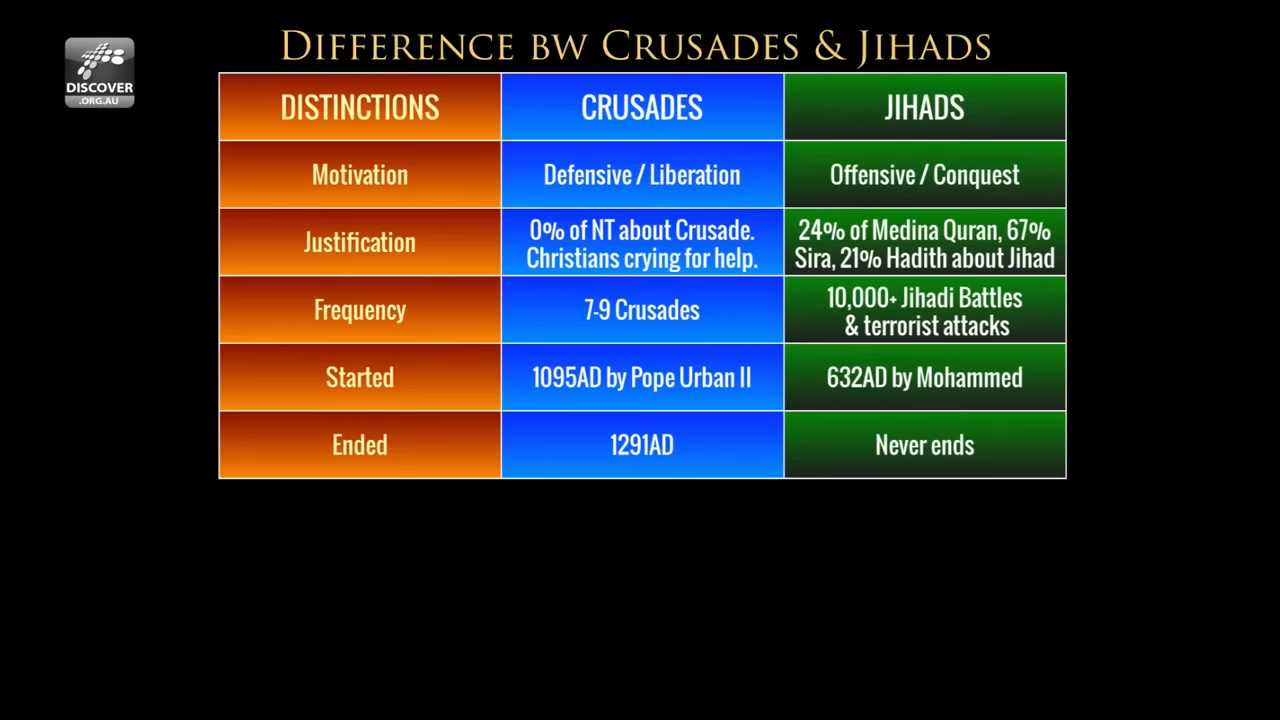 DIFFERENCE BW CRUSADES & JIHADS
DISCOVER
.ORG.AU
DISTINCTIONS
CRUSADES
JIHADS
Motivation
Defensive / Liberation
Offensive / Conquest
Justification
0% of NT about Crusade.
Christians crying for help.
24% of Medina Quran, 67%
Sira, 21% Hadith about Jihad
Frequency
7-9 Crusades
10,000+ Jihadi Battles
& terrorist attacks
Started
1095AD by Pope Urban II
632AD by Mohammed
Ended
1291AD
Never ends